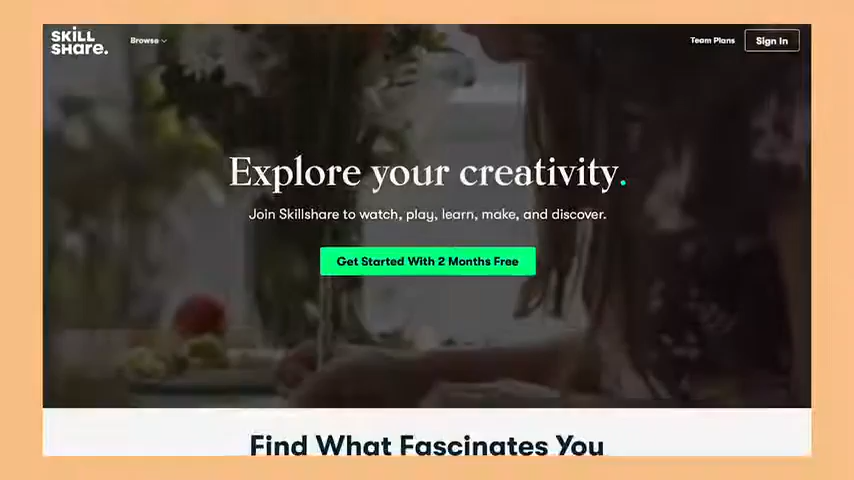 SKiLL
SHare.
Browse
Team Plans
Sign In
Explore your creativity.
Join Skillshare to watch, play, learn, make, and discover.
Get Started With 2 Months Free
Find What Fascinates You